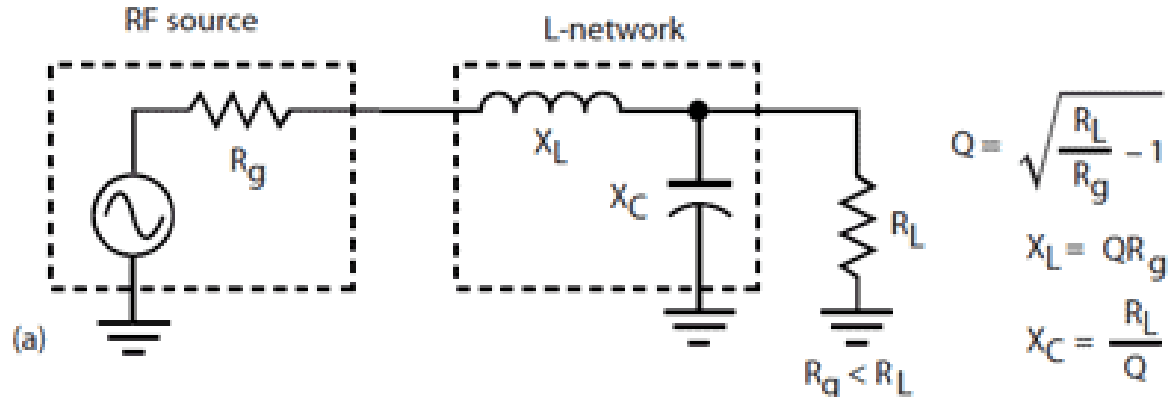 RF source
L-network
R_g
X_L
X_C
R_L
(a)
R_g < R_L
Q = √(R_L/R_g − 1)
X_L = QR_g
X_C = R_L/Q